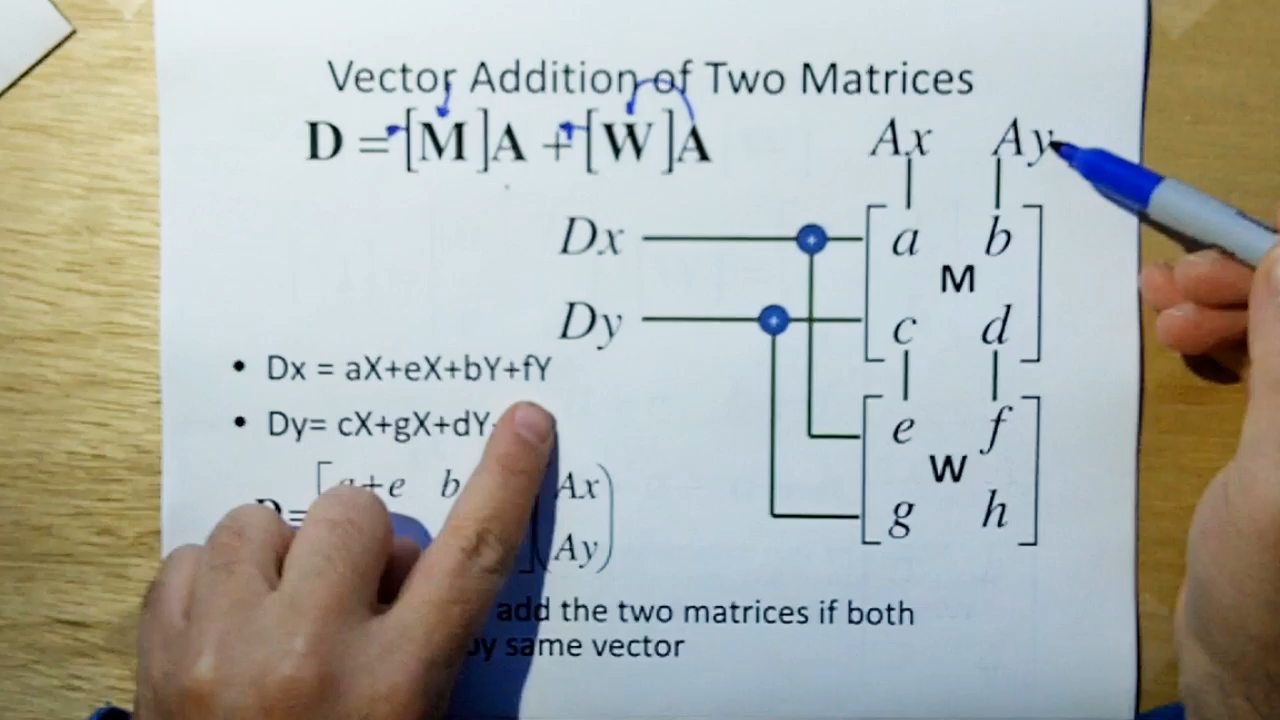 Vector Addition of Two Matrices
D = [M]A + [W]A
Ax Ay
Dx
a b
M
Dy
c d
• Dx = aX+eX+bY+fY
• Dy= cX+gX+dY
e f
W
a+e b
Ax
D=
g h
Ay
add the two matrices if both
by same vector